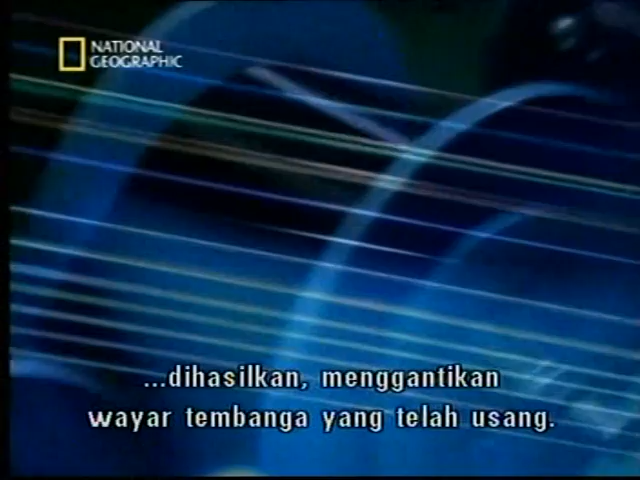 NATIONAL
GEOGRAPHIC
...dihasilkan, menggantikan
wayar tembanga yang telah usang.